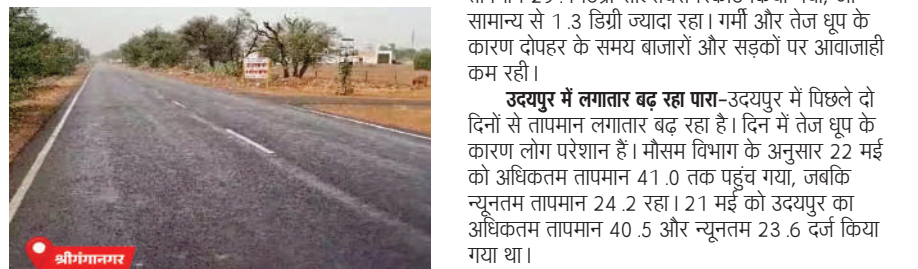 सामान्य से 1.3 डिग्री ज्यादा रहा। गर्मी और तेज धूप के
कारण दोपहर के समय बाजारों और सड़कों पर आवाजाही
कम रही।
उदयपुर में लगातार बढ़ रहा पारा-उदयपुर में पिछले दो
दिनों से तापमान लगातार बढ़ रहा है। दिन में तेज धूप के
कारण लोग परेशान हैं। मौसम विभाग के अनुसार 22 मई
को अधिकतम तापमान 41.0 तक पहुंच गया, जबकि
न्यूनतम तापमान 24.2 रहा। 21 मई को उदयपुर का
अधिकतम तापमान 40.5 और न्यूनतम 23.6 दर्ज किया
गया था।
श्रीगंगानगर